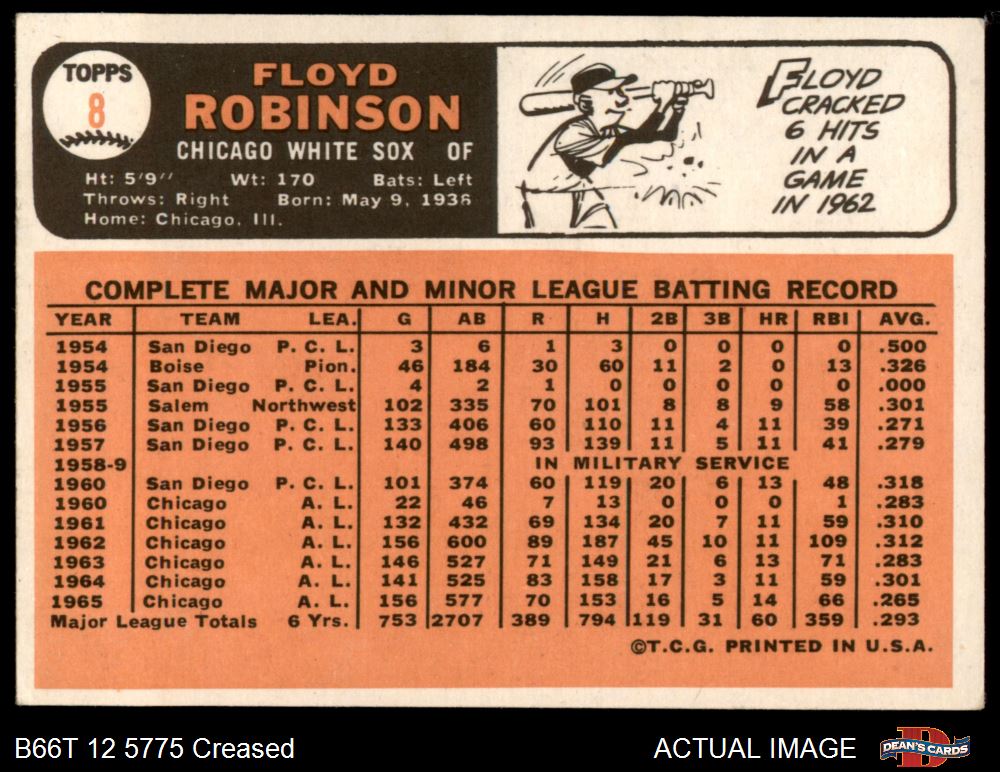 TOPPS
8
FLOYD
ROBINSON
CHICAGO WHITE SOX OF
Ht: 5'9" Wt: 170 Bats: Left
Throws: Right Born: May 9, 1936
Home: Chicago, Ill.
FLOYD
CRACKED
6 HITS
IN A
GAME
IN 1962
COMPLETE MAJOR AND MINOR LEAGUE BATTING RECORD
YEAR TEAM LEA. G AB R H 2B 3B HR RBI AVG.
1954 San Diego P. C. L. 3 6 1 3 0 0 0 0 .500
1954 Boise Pion. 46 184 30 60 11 2 0 13 .326
1955 San Diego P. C. L. 4 2 1 0 0 0 0 0 .000
1955 Salem Northwest 102 335 70 101 8 8 9 58 .301
1956 San Diego P. C. L. 133 406 60 110 11 4 11 39 .271
1957 San Diego P. C. L. 140 498 93 139 11 5 11 41 .279
1958-9 IN MILITARY SERVICE
1960 San Diego P. C. L. 101 374 60 119 20 6 13 48 .318
1960 Chicago A. L. 22 46 7 13 0 0 0 1 .283
1961 Chicago A. L. 132 432 69 134 20 7 11 59 .310
1962 Chicago A. L. 156 600 89 187 45 10 11 109 .312
1963 Chicago A. L. 146 527 71 149 21 6 13 71 .283
1964 Chicago A. L. 141 525 83 158 17 3 11 59 .301
1965 Chicago A. L. 156 577 70 153 16 5 14 66 .265
Major League Totals 6 Yrs. 753 2707 389 794 119 31 60 359 .293
©T.C.G. PRINTED IN U.S.A.
B66T 12 5775 Creased
ACTUAL IMAGE
DEAN'S CARDS